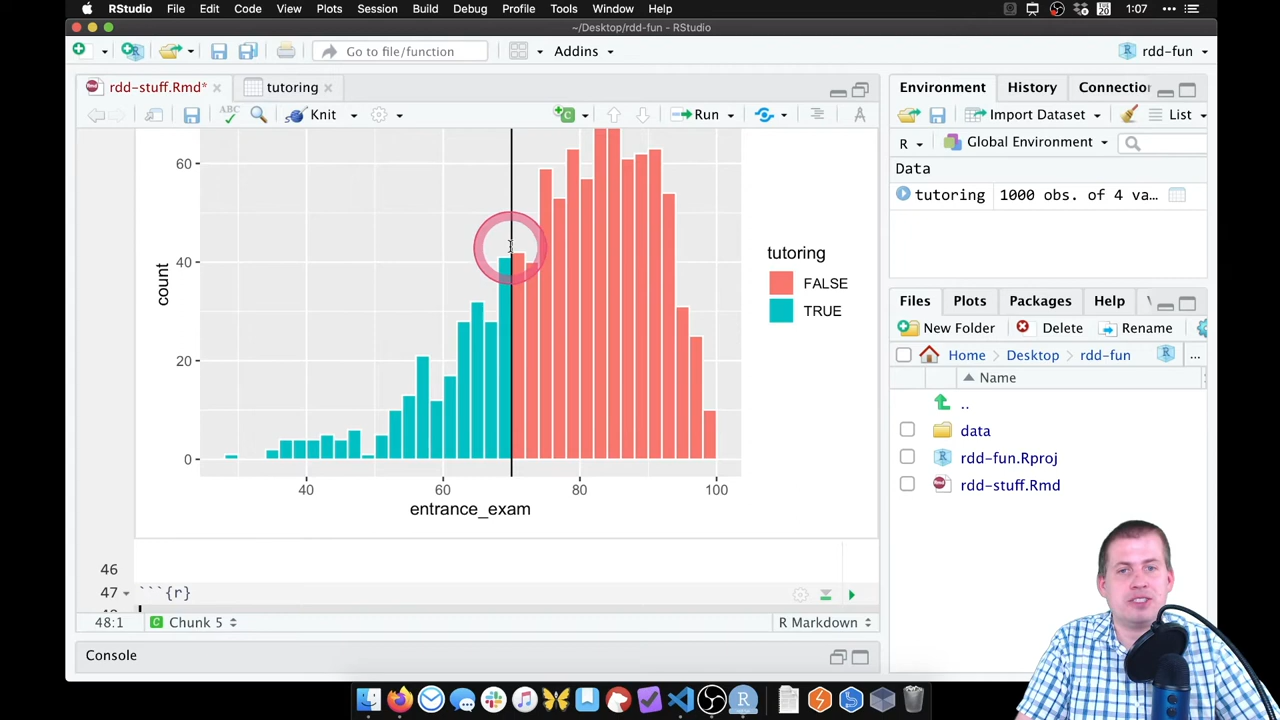 RStudio File Edit Code View Plots Session Build Debug Profile Tools Window Help 1:07
~/Desktop/rdd-fun - RStudio
Go to file/function Addins rdd-fun
rdd-stuff.Rmd* tutoring
ABC Knit Run
60
40
20
0
count
40 60 80 100
entrance_exam
tutoring
FALSE
TRUE
46
47 ```{r}
48:1 Chunk 5 R Markdown
Console
Environment History Connectio
Import Dataset List
R Global Environment
Data
tutoring 1000 obs. of 4 va…
Files Plots Packages Help
New Folder Delete Rename
Home Desktop rdd-fun ...
Name
..
data
rdd-fun.Rproj
rdd-stuff.Rmd